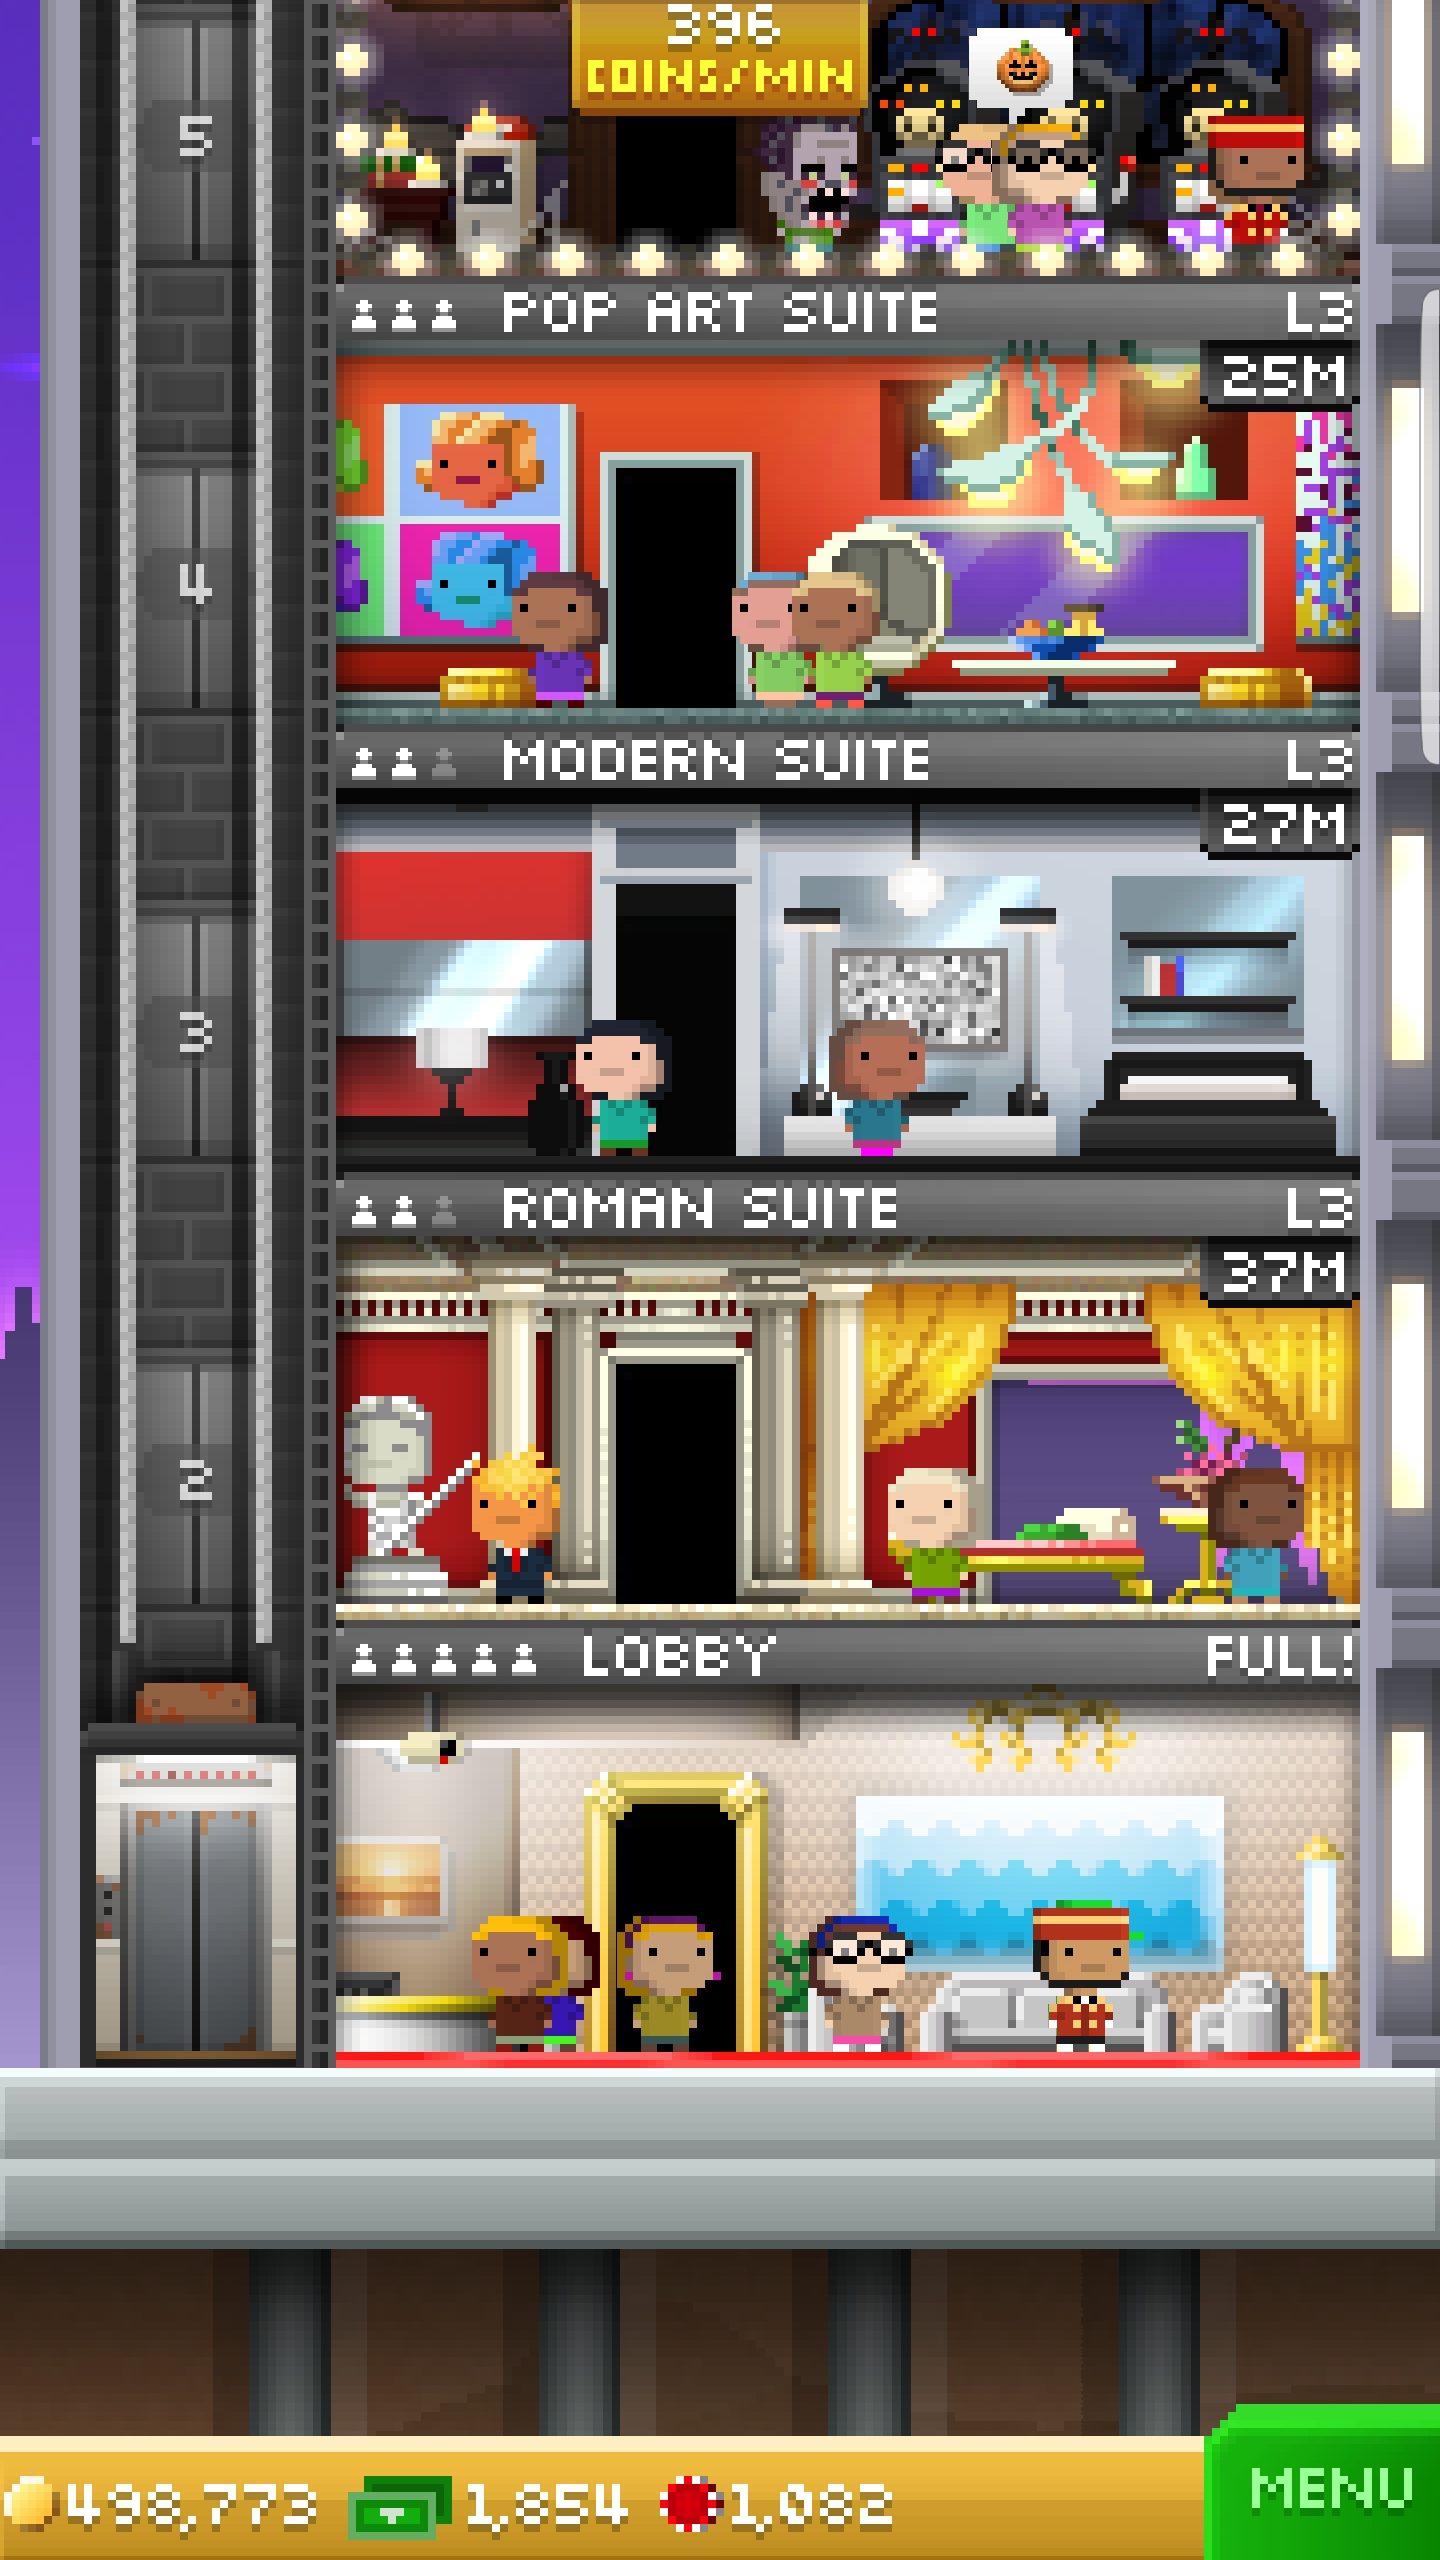 396
COINS/MIN
5
POP ART SUITE L3
25M
4
MODERN SUITE L3
27M
3
ROMAN SUITE L3
37M
2
LOBBY FULL!
498,773 1,854 1,082 MENU